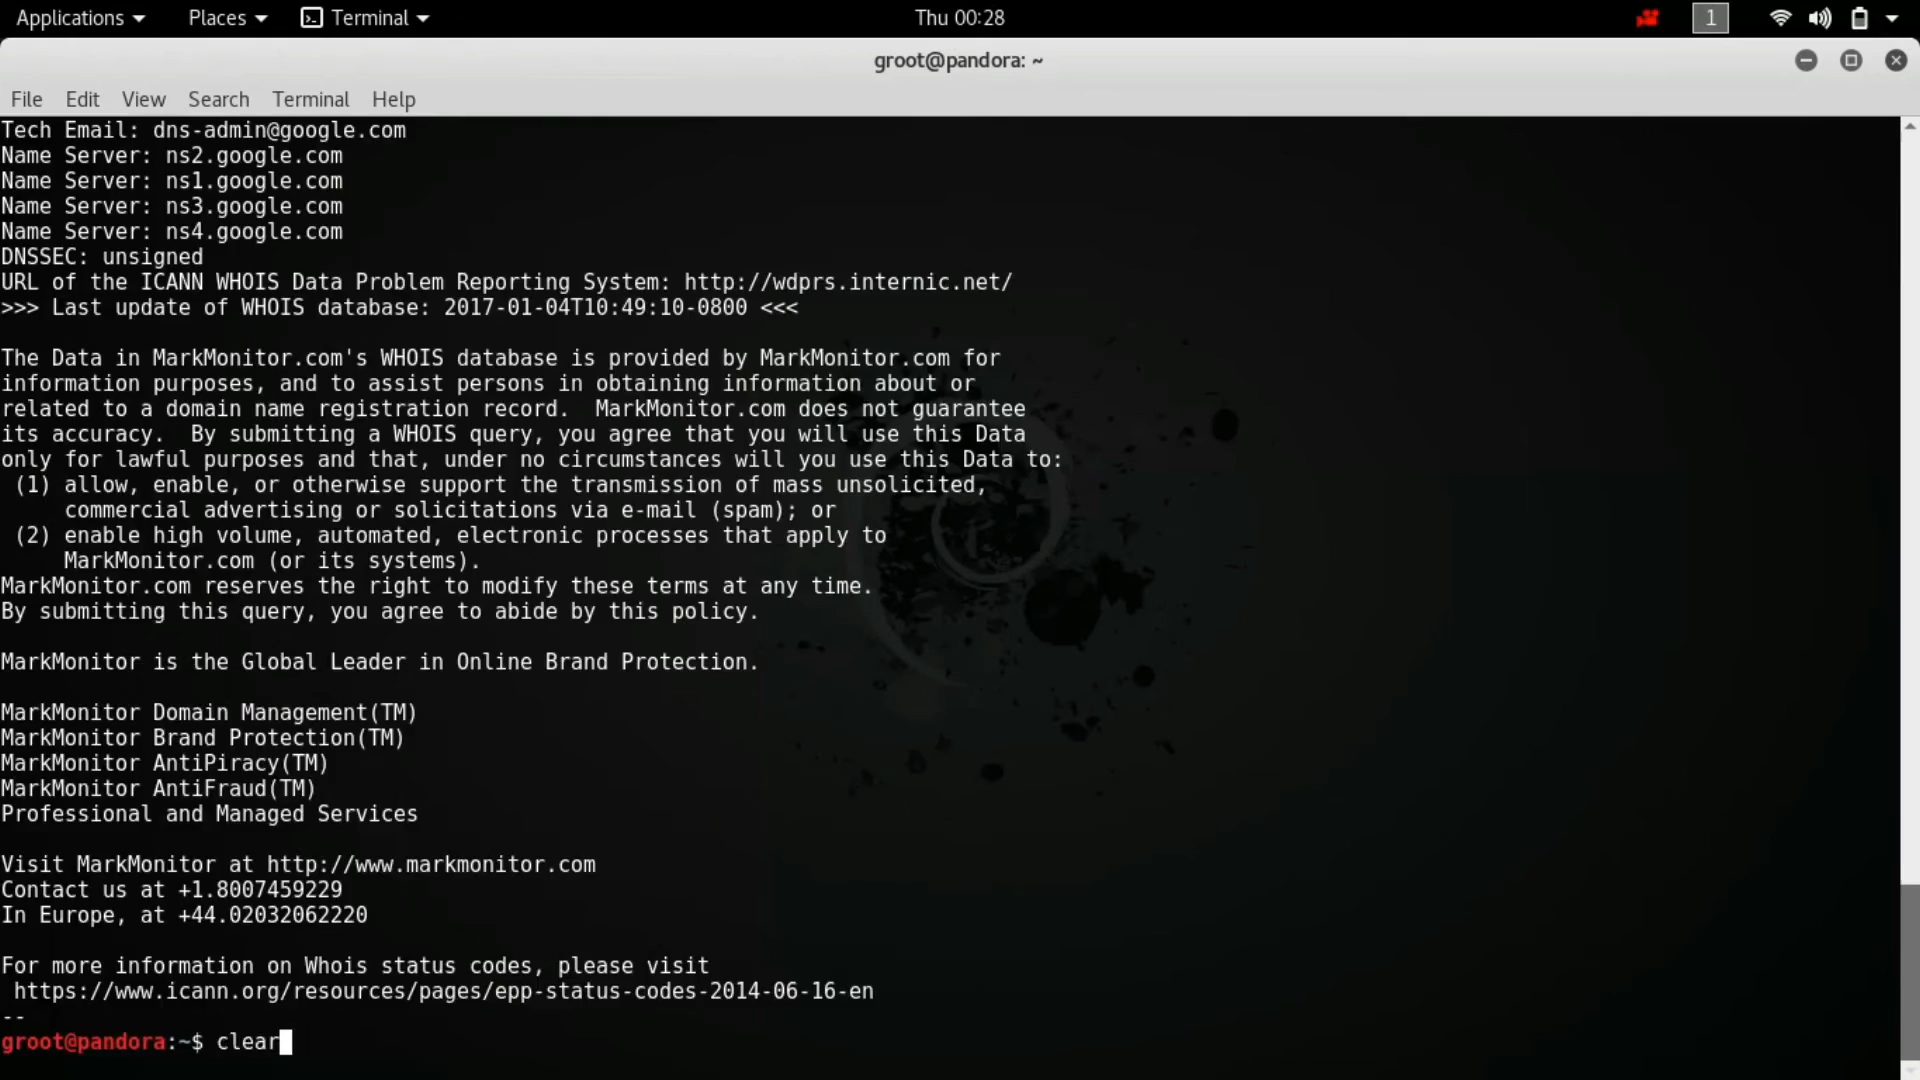 Applications Places Terminal Thu 00:28 1
groot@pandora: ~
File Edit View Search Terminal Help
Tech Email: dns-admin@google.com
Name Server: ns2.google.com
Name Server: ns1.google.com
Name Server: ns3.google.com
Name Server: ns4.google.com
DNSSEC: unsigned
URL of the ICANN WHOIS Data Problem Reporting System: http://wdprs.internic.net/
>>> Last update of WHOIS database: 2017-01-04T10:49:10-0800 <<<
The Data in MarkMonitor.com's WHOIS database is provided by MarkMonitor.com for
information purposes, and to assist persons in obtaining information about or
related to a domain name registration record.  MarkMonitor.com does not guarantee
its accuracy.  By submitting a WHOIS query, you agree that you will use this Data
only for lawful purposes and that, under no circumstances will you use this Data to:
(1) allow, enable, or otherwise support the transmission of mass unsolicited,
commercial advertising or solicitations via e-mail (spam); or
(2) enable high volume, automated, electronic processes that apply to
MarkMonitor.com (or its systems).
MarkMonitor.com reserves the right to modify these terms at any time.
By submitting this query, you agree to abide by this policy.
MarkMonitor is the Global Leader in Online Brand Protection.
MarkMonitor Domain Management(TM)
MarkMonitor Brand Protection(TM)
MarkMonitor AntiPiracy(TM)
MarkMonitor AntiFraud(TM)
Professional and Managed Services
Visit MarkMonitor at http://www.markmonitor.com
Contact us at +1.8007459229
In Europe, at +44.02032062220
For more information on Whois status codes, please visit
https://www.icann.org/resources/pages/epp-status-codes-2014-06-16-en
--
groot@pandora:~$ clear